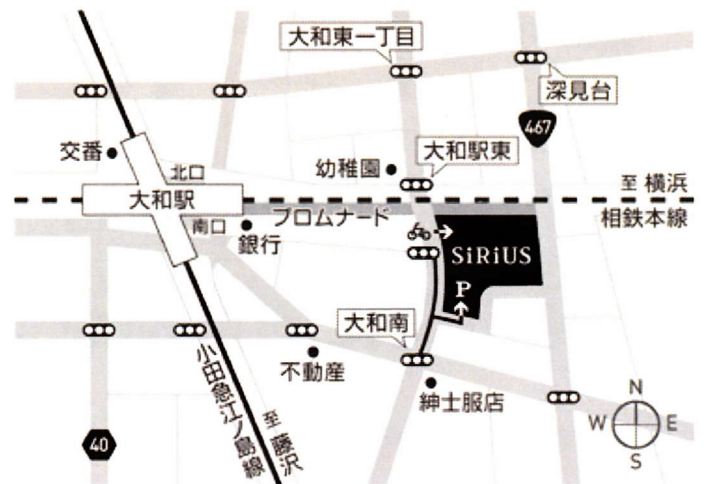 大和東一丁目
深見台
467
交番
北口
幼稚園
大和駅東
大和駅
至 横浜
プロムナード
相鉄本線
南口
銀行
SiRiUS
P
大和南
不動産
紳士服店
小田急江ノ島線
至 藤沢
40
N
W
E
S